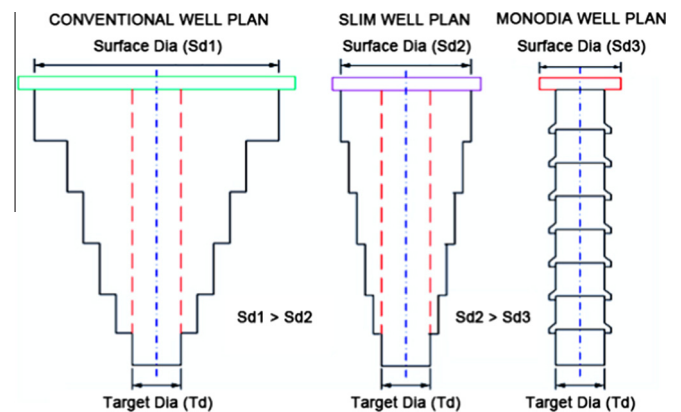 CONVENTIONAL WELL PLAN
Surface Dia (Sd1)
SLIM WELL PLAN
Surface Dia (Sd2)
MONODIA WELL PLAN
Surface Dia (Sd3)
Sd1 > Sd2
Sd2 > Sd3
Target Dia (Td)
Target Dia (Td)
Target Dia (Td)